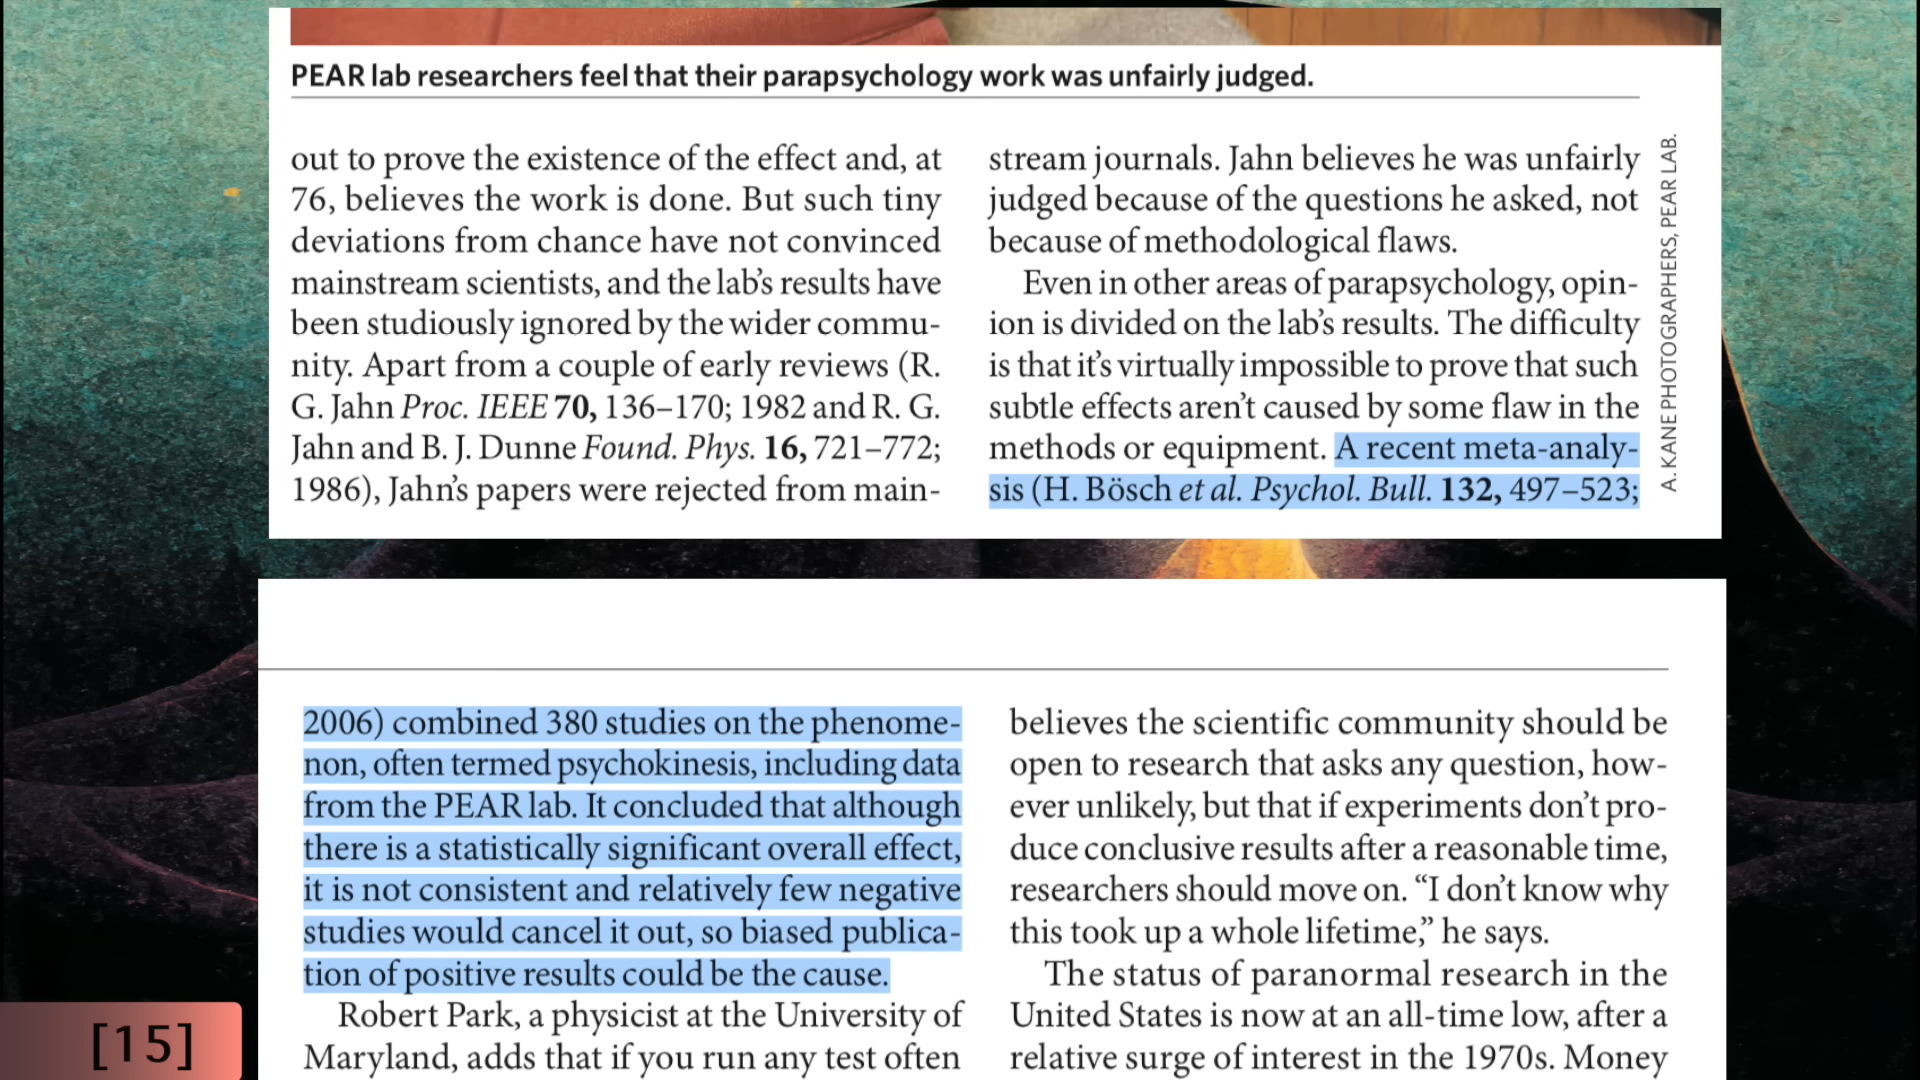 PEAR lab researchers feel that their parapsychology work was unfairly judged.
out to prove the existence of the effect and, at
76, believes the work is done. But such tiny
deviations from chance have not convinced
mainstream scientists, and the lab's results have
been studiously ignored by the wider commu-
nity. Apart from a couple of early reviews (R.
G. Jahn Proc. IEEE 70, 136–170; 1982 and R. G.
Jahn and B. J. Dunne Found. Phys. 16, 721–772;
1986), Jahn's papers were rejected from main-
stream journals. Jahn believes he was unfairly
judged because of the questions he asked, not
because of methodological flaws.
Even in other areas of parapsychology, opin-
ion is divided on the lab's results. The difficulty
is that it's virtually impossible to prove that such
subtle effects aren't caused by some flaw in the
methods or equipment. A recent meta-analy-
sis (H. Bösch et al. Psychol. Bull. 132, 497–523;
A. KANE PHOTOGRAPHERS, PEAR LAB.
2006) combined 380 studies on the phenome-
non, often termed psychokinesis, including data
from the PEAR lab. It concluded that although
there is a statistically significant overall effect,
it is not consistent and relatively few negative
studies would cancel it out, so biased publica-
tion of positive results could be the cause.
Robert Park, a physicist at the University of
Maryland, adds that if you run any test often
believes the scientific community should be
open to research that asks any question, how-
ever unlikely, but that if experiments don't pro-
duce conclusive results after a reasonable time,
researchers should move on. “I don't know why
this took up a whole lifetime,” he says.
The status of paranormal research in the
United States is now at an all-time low, after a
relative surge of interest in the 1970s. Money
[15]